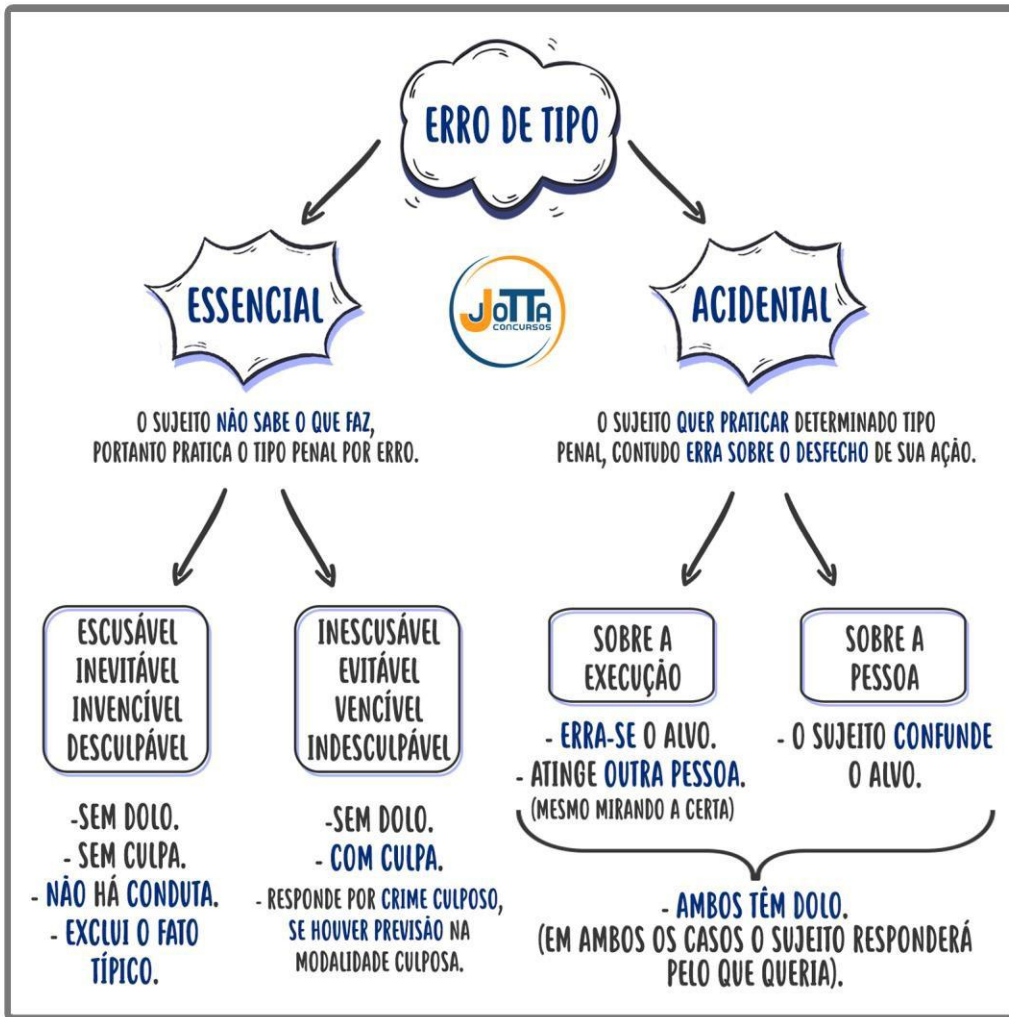 ERRO DE TIPO
ESSENCIAL
JOTTA
CONCURSOS
ACIDENTAL
O SUJEITO NÃO SABE O QUE FAZ,
PORTANTO PRATICA O TIPO PENAL POR ERRO.
O SUJEITO QUER PRATICAR DETERMINADO TIPO
PENAL, CONTUDO ERRA SOBRE O DESFECHO DE SUA AÇÃO.
ESCUSÁVEL
INEVITÁVEL
INVENCÍVEL
DESCULPÁVEL
-SEM DOLO.
- SEM CULPA.
- NÃO HÁ CONDUTA.
- EXCLUI O FATO
TÍPICO.
INESCUSÁVEL
EVITÁVEL
VENCÍVEL
INDESCULPÁVEL
-SEM DOLO.
- COM CULPA.
- RESPONDE POR CRIME CULPOSO,
SE HOUVER PREVISÃO NA
MODALIDADE CULPOSA.
SOBRE A
EXECUÇÃO
- ERRA-SE O ALVO.
- ATINGE OUTRA PESSOA.
(MESMO MIRANDO A CERTA)
SOBRE A
PESSOA
- O SUJEITO CONFUNDE
O ALVO.
- AMBOS TÊM DOLO.
(EM AMBOS OS CASOS O SUJEITO RESPONDERÁ
PELO QUE QUERIA).